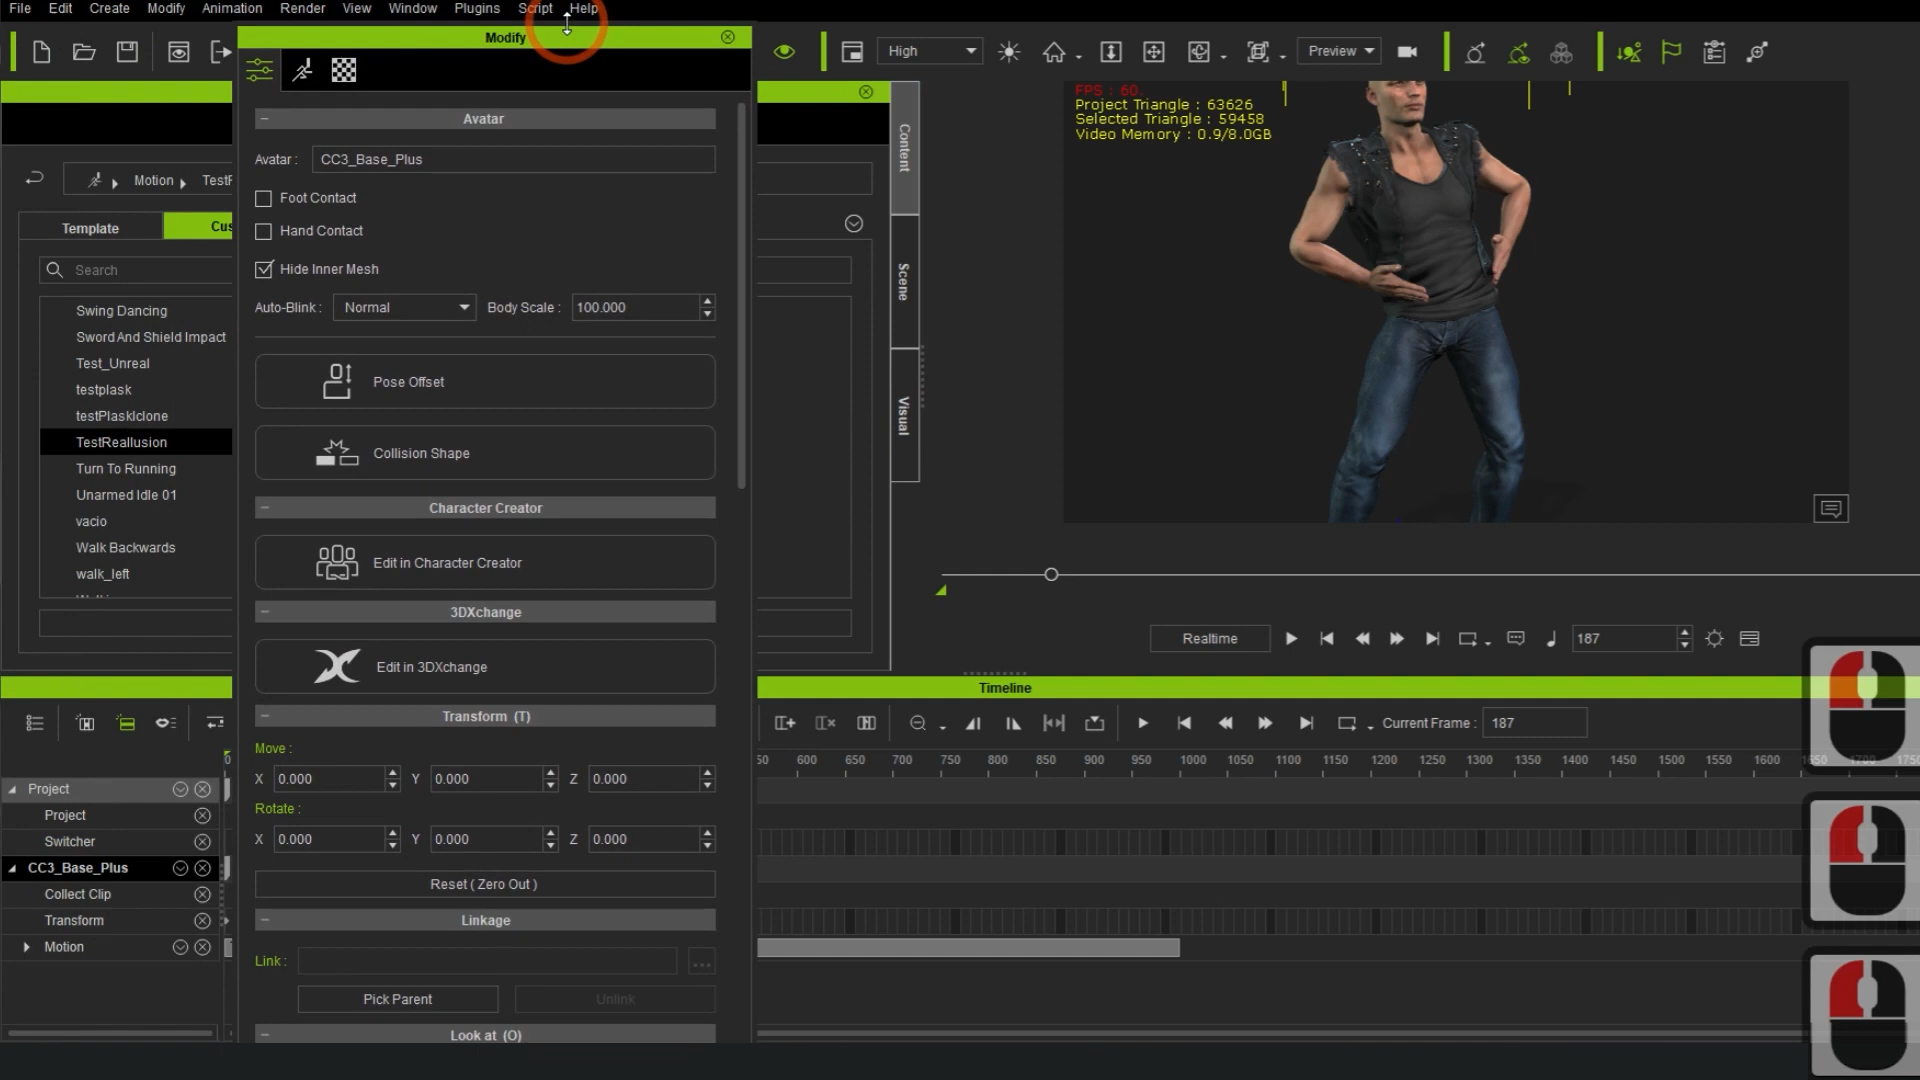 File Edit Create Modify Animation Render View Window Plugins Script Help
Modify
High
Preview
FPS : 60.
Project Triangle : 63626
Selected Triangle : 59458
Video Memory : 0.9/8.0GB
Avatar
Avatar : CC3_Base_Plus
Foot Contact
Hand Contact
Hide Inner Mesh
Auto-Blink : Normal Body Scale : 100.000
Pose Offset
Collision Shape
Character Creator
Edit in Character Creator
3DXchange
Edit in 3DXchange
Transform (T)
Move :
X 0.000 Y 0.000 Z 0.000
Rotate :
X 0.000 Y 0.000 Z 0.000
Reset ( Zero Out )
Linkage
Link :
...
Pick Parent Unlink
Look at (O)
Motion TestR
Template Cus
Search
Swing Dancing
Sword And Shield Impact
Test_Unreal
testplask
testPlaskIclone
TestReallusion
Turn To Running
Unarmed Idle 01
vacio
Walk Backwards
walk_left
Content
Scene
Visual
Realtime 187
Timeline
Current Frame : 187
50 600 650 700 750 800 850 900 950 1000 1050 1100 1150 1200 1250 1300 1350 1400 1450 1500 1550 1600 1650 1700 1750
Project
Project
Switcher
CC3_Base_Plus
Collect Clip
Transform
Motion